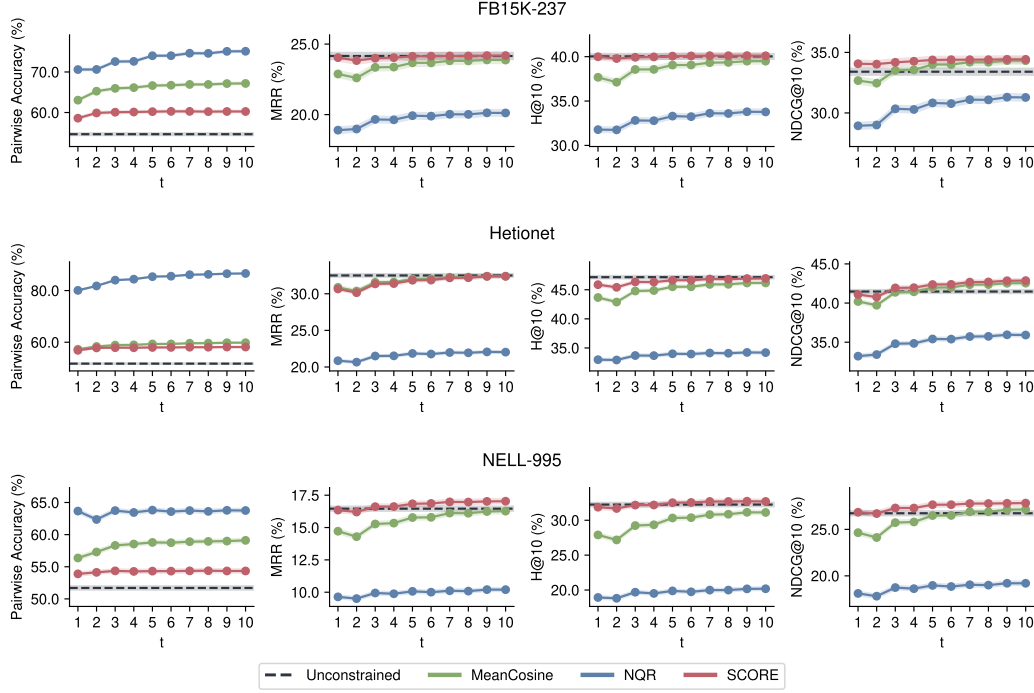 FB15K-237
Pairwise Accuracy (%)
70.0
60.0
1 2 3 4 5 6 7 8 9 10
t
MRR (%)
25.0
20.0
1 2 3 4 5 6 7 8 9 10
t
H@10 (%)
40.0
35.0
30.0
1 2 3 4 5 6 7 8 9 10
t
NDCG@10 (%)
35.0
30.0
1 2 3 4 5 6 7 8 9 10
t
Hetionet
Pairwise Accuracy (%)
80.0
60.0
1 2 3 4 5 6 7 8 9 10
t
MRR (%)
30.0
25.0
20.0
1 2 3 4 5 6 7 8 9 10
t
H@10 (%)
45.0
40.0
35.0
1 2 3 4 5 6 7 8 9 10
t
NDCG@10 (%)
45.0
40.0
35.0
1 2 3 4 5 6 7 8 9 10
t
NELL-995
Pairwise Accuracy (%)
65.0
60.0
55.0
50.0
1 2 3 4 5 6 7 8 9 10
t
MRR (%)
17.5
15.0
12.5
10.0
1 2 3 4 5 6 7 8 9 10
t
H@10 (%)
30.0
25.0
20.0
1 2 3 4 5 6 7 8 9 10
t
NDCG@10 (%)
25.0
20.0
1 2 3 4 5 6 7 8 9 10
t
Unconstrained MeanCosine NQR SCORE